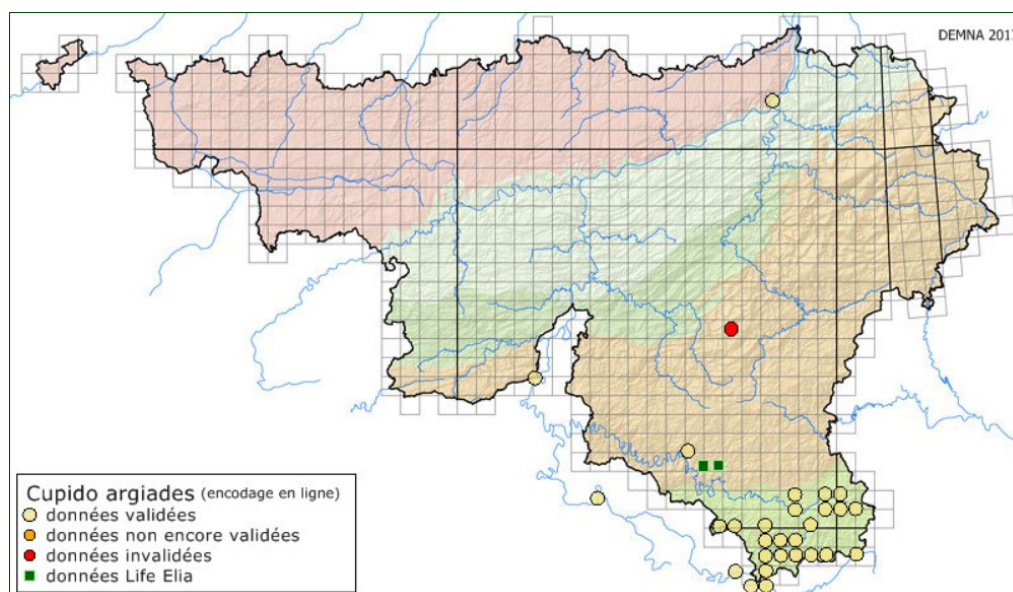 DEMNA 2017
Cupido argiades (encodage en ligne)
données validées
données non encore validées
données invalidées
données Life Elia